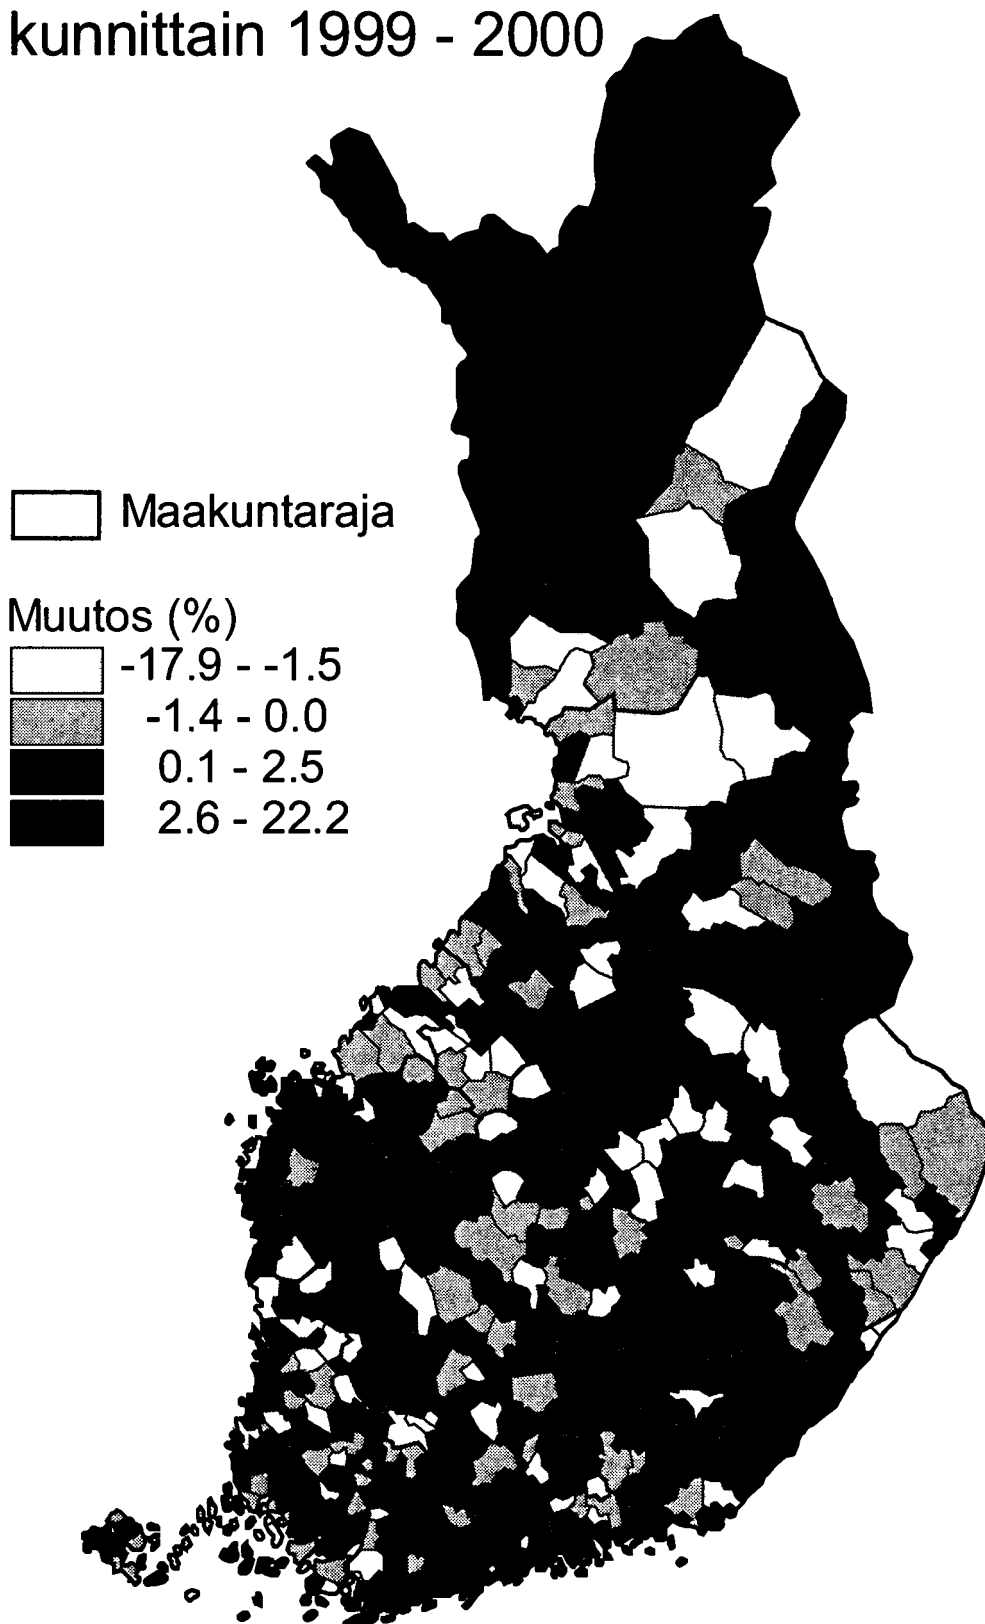 kunnittain 1999 - 2000
Maakuntaraja
Muutos (%)
-17.9 - -1.5
-1.4 - 0.0
0.1 - 2.5
2.6 - 22.2